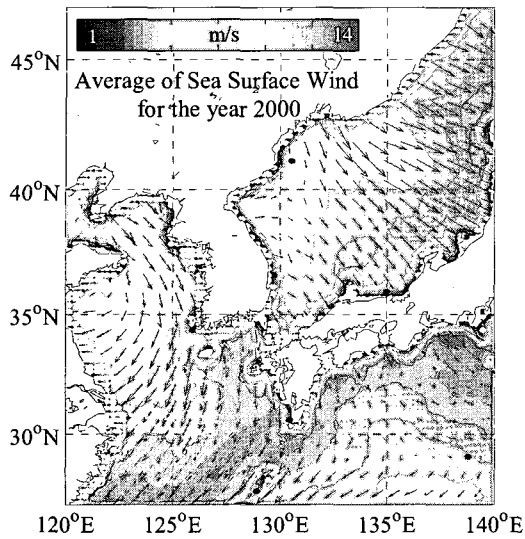 45°N
1 m/s 14
Average of Sea Surface Wind
for the year 2000
40°N
35°N
30°N
120°E 125°E 130°E 135°E 140°E